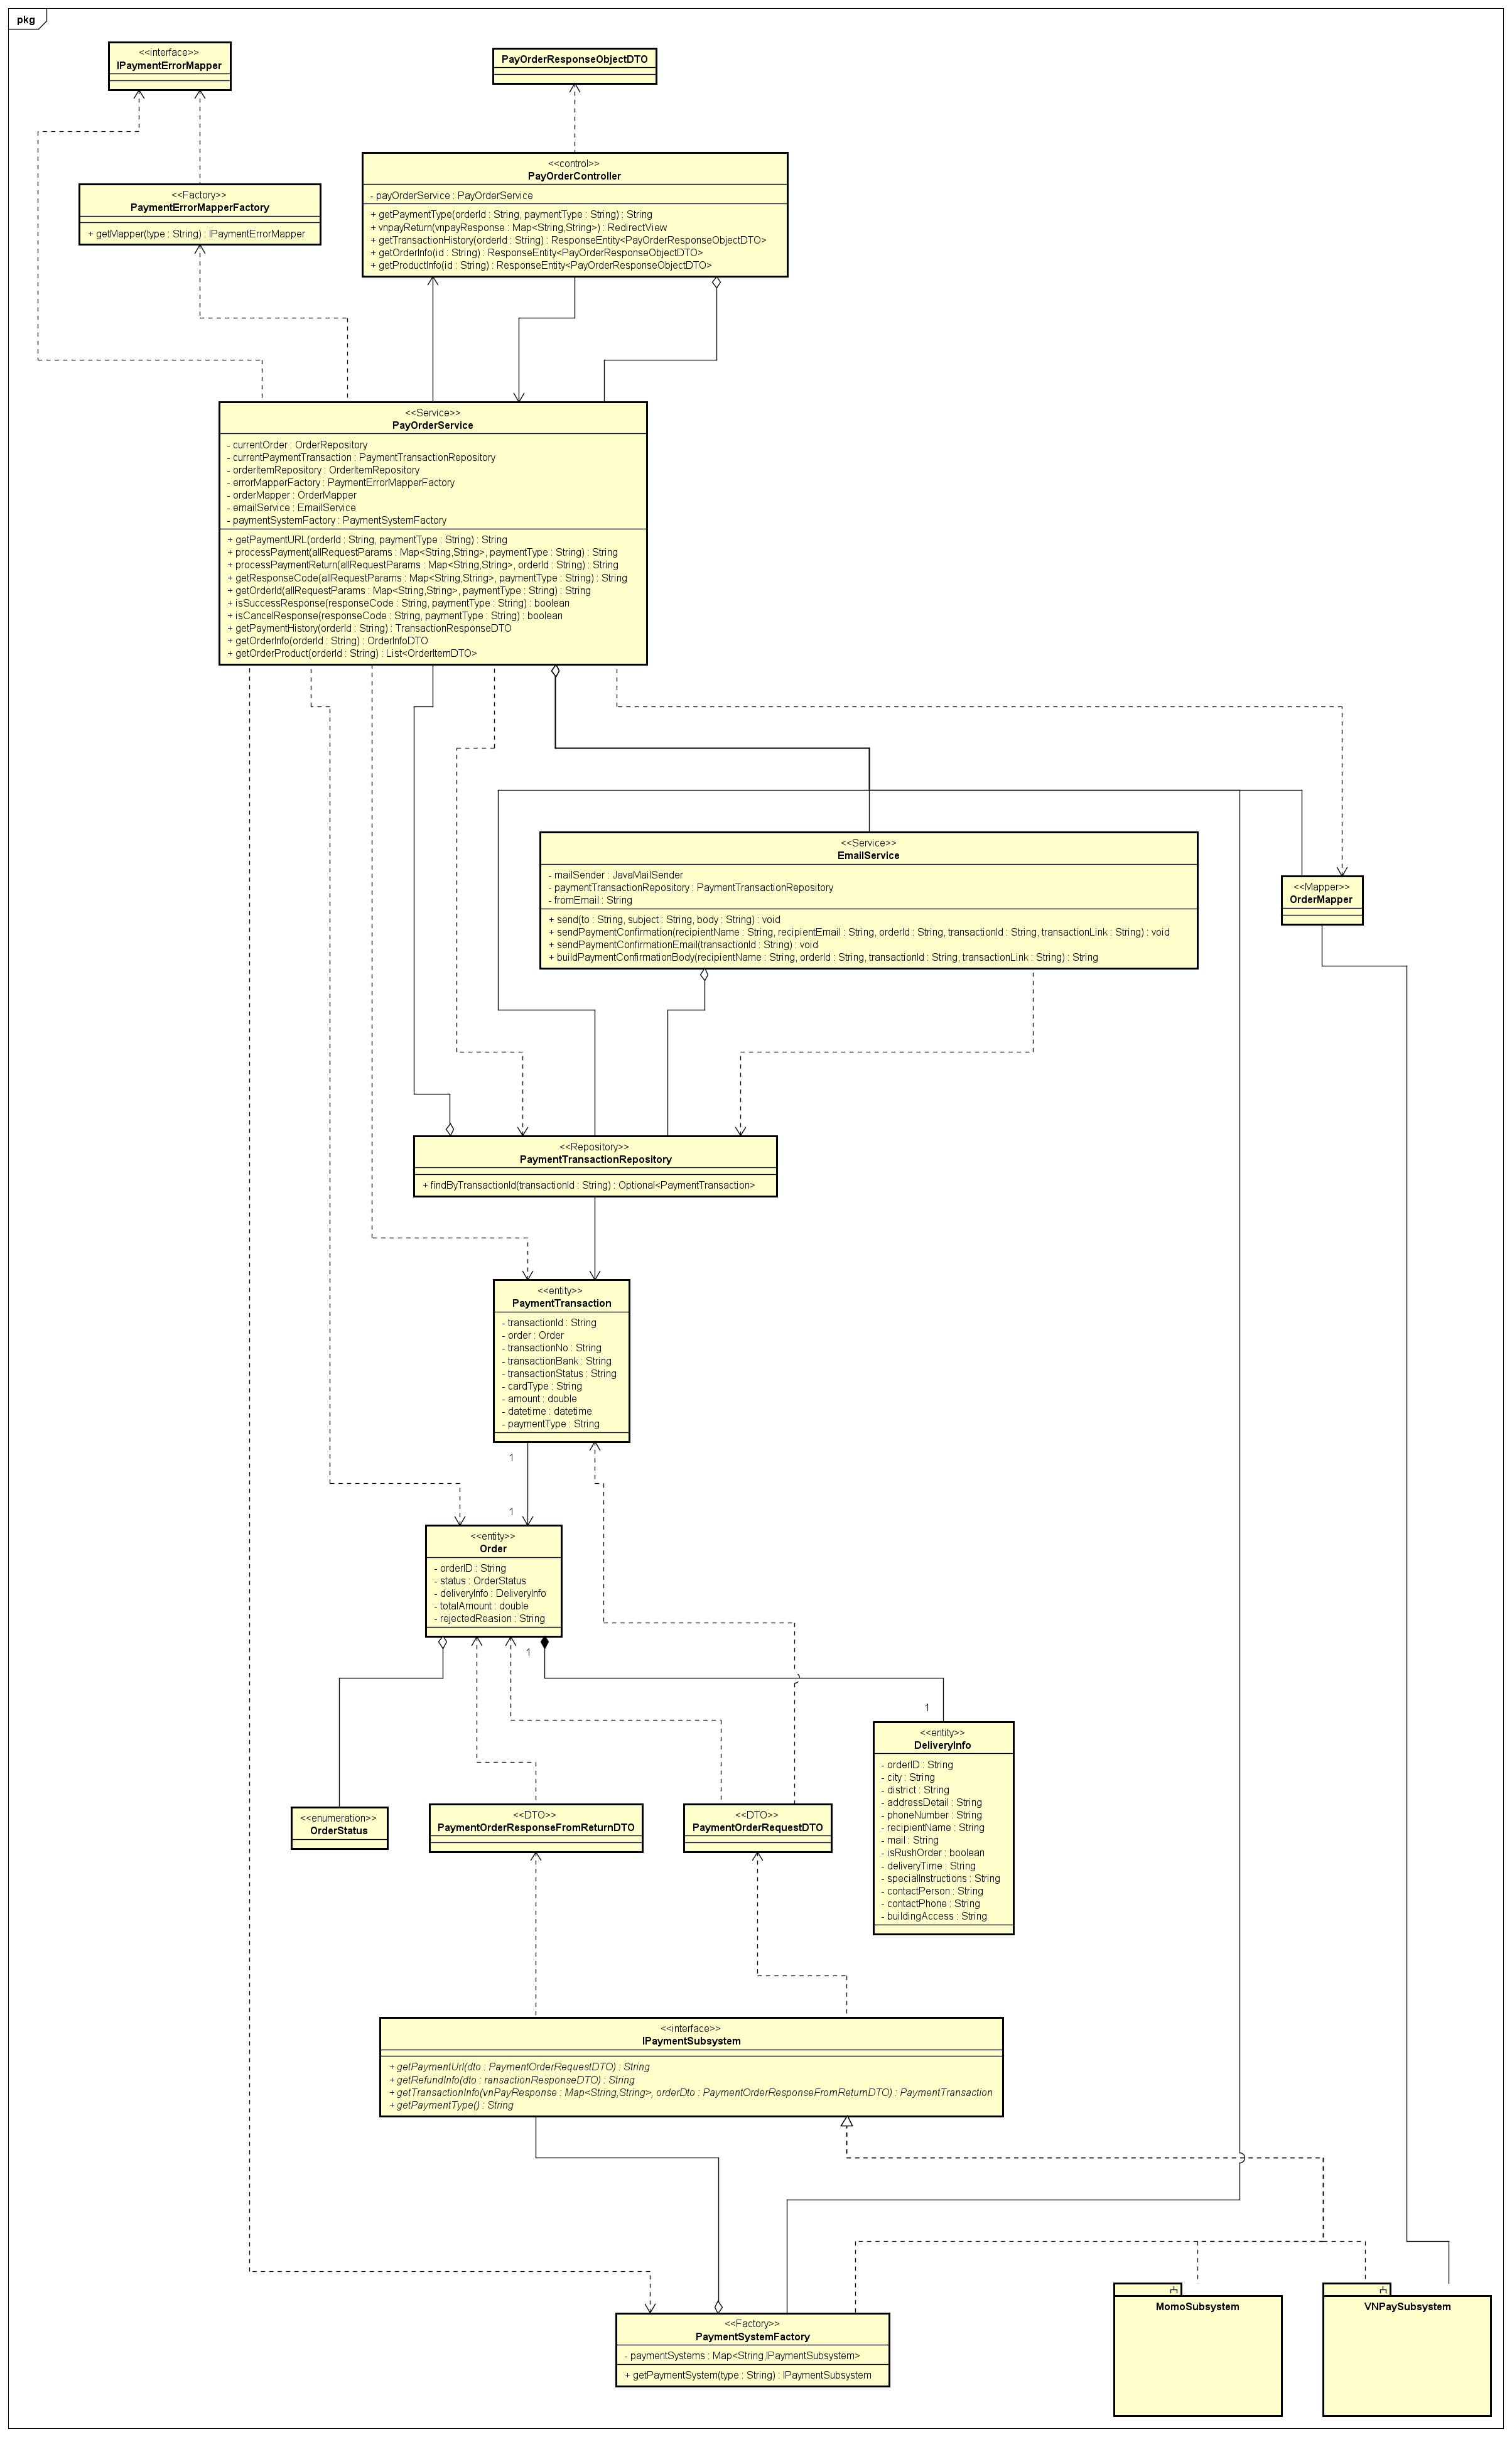 pkg
<<interface>>
IPaymentErrorMapper
PayOrderResponseObjectDTO
<<control>>
PayOrderController
- payOrderService : PayOrderService
+ getPaymentType(orderId : String, paymentType : String) : String
+ vnpayReturn(vnpayResponse : Map<String,String>) : RedirectView
+ getTransactionHistory(orderId : String) : ResponseEntity<PayOrderResponseObjectDTO>
+ getOrderInfo(id : String) : ResponseEntity<PayOrderResponseObjectDTO>
+ getProductInfo(id : String) : ResponseEntity<PayOrderResponseObjectDTO>
<<Factory>>
PaymentErrorMapperFactory
+ getMapper(type : String) : IPaymentErrorMapper
<<Service>>
PayOrderService
- currentOrder : OrderRepository
- currentPaymentTransaction : PaymentTransactionRepository
- orderItemRepository : OrderItemRepository
- errorMapperFactory : PaymentErrorMapperFactory
- orderMapper : OrderMapper
- emailService : EmailService
- paymentSystemFactory : PaymentSystemFactory
+ getPaymentURL(orderId : String, paymentType : String) : String
+ processPayment(allRequestParams : Map<String,String>, paymentType : String) : String
+ processPaymentReturn(allRequestParams : Map<String,String>, orderId : String) : String
+ getResponseCode(allRequestParams : Map<String,String>, paymentType : String) : String
+ getOrderId(allRequestParams : Map<String,String>, paymentType : String) : String
+ isSuccessResponse(responseCode : String, paymentType : String) : boolean
+ isCancelResponse(responseCode : String, paymentType : String) : boolean
+ getPaymentHistory(orderId : String) : TransactionResponseDTO
+ getOrderInfo(orderId : String) : OrderInfoDTO
+ getOrderProduct(orderId : String) : List<OrderItemDTO>
<<Service>>
EmailService
- mailSender : JavaMailSender
- paymentTransactionRepository : PaymentTransactionRepository
- fromEmail : String
+ send(to : String, subject : String, body : String) : void
+ sendPaymentConfirmation(recipientName : String, recipientEmail : String, orderId : String, transactionId : String, transactionLink : String) : void
+ sendPaymentConfirmationEmail(transactionId : String) : void
+ buildPaymentConfirmationBody(recipientName : String, orderId : String, transactionId : String, transactionLink : String) : String
<<Mapper>>
OrderMapper
<<Repository>>
PaymentTransactionRepository
+ findByTransactionId(transactionId : String) : Optional<PaymentTransaction>
<<entity>>
PaymentTransaction
- transactionId : String
- order : Order
- transactionNo : String
- transactionBank : String
- transactionStatus : String
- cardType : String
- amount : double
- datetime : datetime
- paymentType : String
1
1
<<entity>>
Order
- orderID : String
- status : OrderStatus
- deliveryInfo : DeliveryInfo
- totalAmount : double
- rejectedReasion : String
1
1
<<entity>>
DeliveryInfo
- orderID : String
- city : String
- district : String
- addressDetail : String
- phoneNumber : String
- recipientName : String
- mail : String
- isRushOrder : boolean
- deliveryTime : String
- specialInstructions : String
- contactPerson : String
- contactPhone : String
- buildingAccess : String
<<enumeration>>
OrderStatus
<<DTO>>
PaymentOrderResponseFromReturnDTO
<<DTO>>
PaymentOrderRequestDTO
<<interface>>
IPaymentSubsystem
+ getPaymentUrl(dto : PaymentOrderRequestDTO) : String
+ getRefundInfo(dto : ransactionResponseDTO) : String
+ getTransactionInfo(vnPayResponse : Map<String,String>, orderDto : PaymentOrderResponseFromReturnDTO) : PaymentTransaction
+ getPaymentType() : String
<<Factory>>
PaymentSystemFactory
- paymentSystems : Map<String,IPaymentSubsystem>
+ getPaymentSystem(type : String) : IPaymentSubsystem
MomoSubsystem
VNPaySubsystem